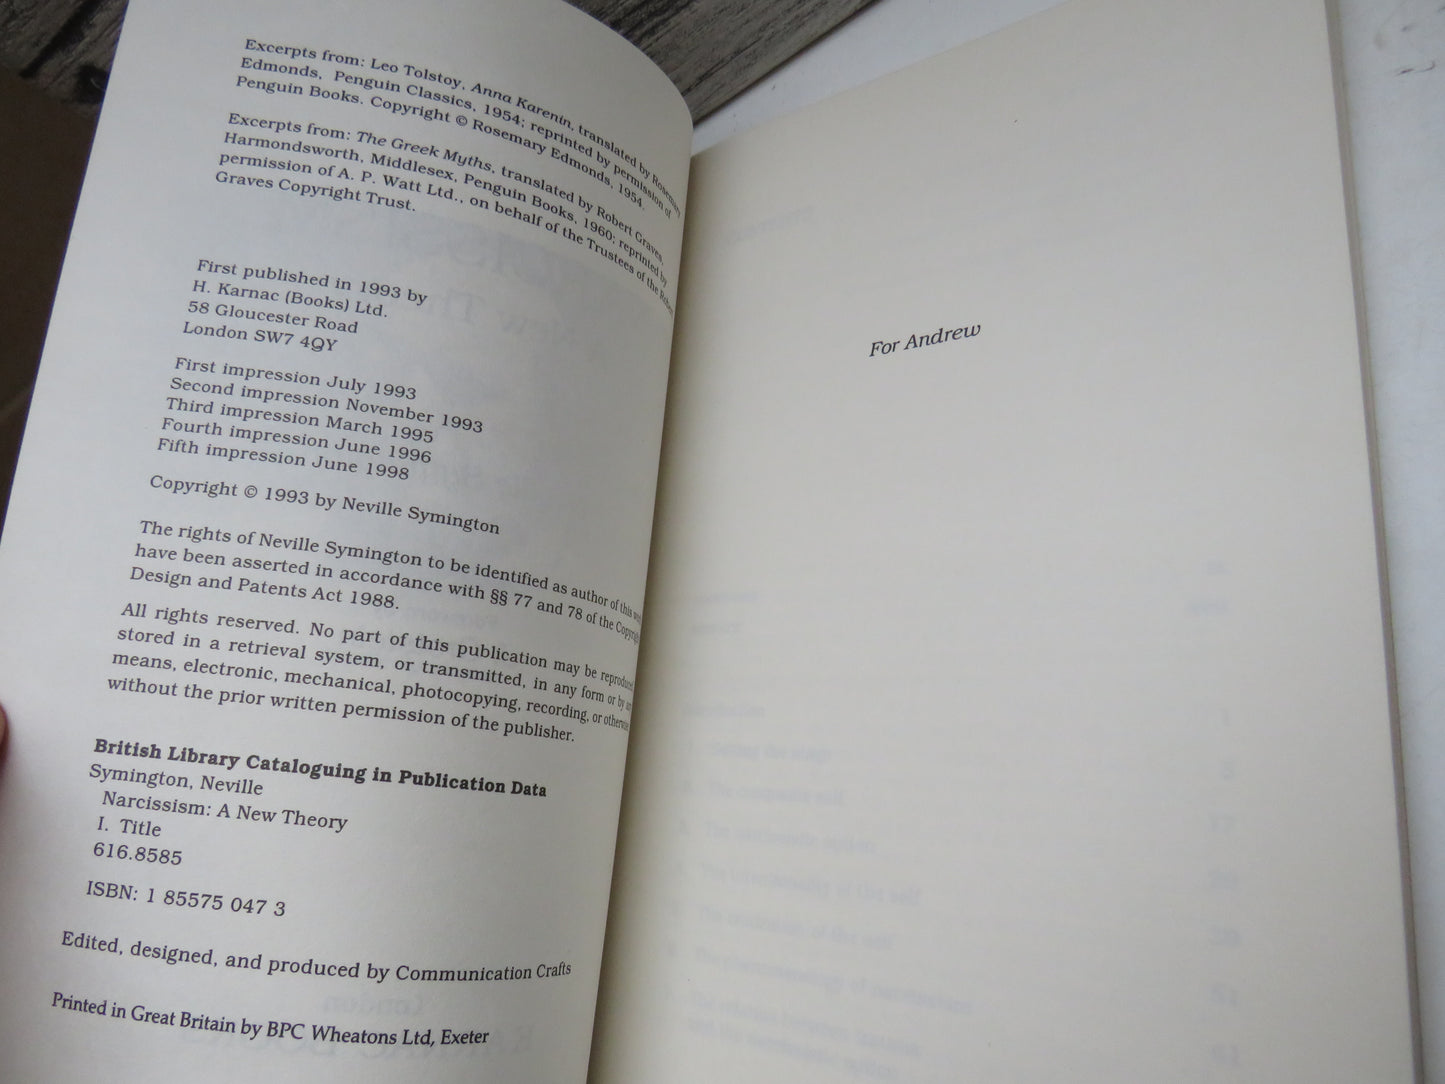 Excerpts from: Leo Tolstoy, Anna Karenin, translated by Rosemary
Edmonds, Penguin Classics, 1954; reprinted by permission of
Penguin Books. Copyright © Rosemary Edmonds, 1954.
Excerpts from: The Greek Myths, translated by Robert Graves,
Harmondsworth, Middlesex, Penguin Books, 1960; reprinted by
permission of A. P. Watt Ltd., on behalf of the Trustees of the Robert
Graves Copyright Trust.
First published in 1993 by
H. Karnac (Books) Ltd.
58 Gloucester Road
London SW7 4QY
First impression July 1993
Second impression November 1993
Third impression March 1995
Fourth impression June 1996
Fifth impression June 1998
Copyright © 1993 by Neville Symington
The rights of Neville Symington to be identified as author of this
have been asserted in accordance with §§ 77 and 78 of the
Design and Patents Act 1988.
All rights reserved. No part of this publication may be reproduced,
stored in a retrieval system, or transmitted, in any form or by
means, electronic, mechanical, photocopying, recording, or otherwise,
without the prior written permission of the publisher.
British Library Cataloguing in Publication Data
Symington, Neville
Narcissism: A New Theory
I. Title
616.8585
ISBN: 1 85575 047 3
Edited, designed, and produced by Communication Crafts
Printed in Great Britain by BPC Wheatons Ltd, Exeter
For Andrew